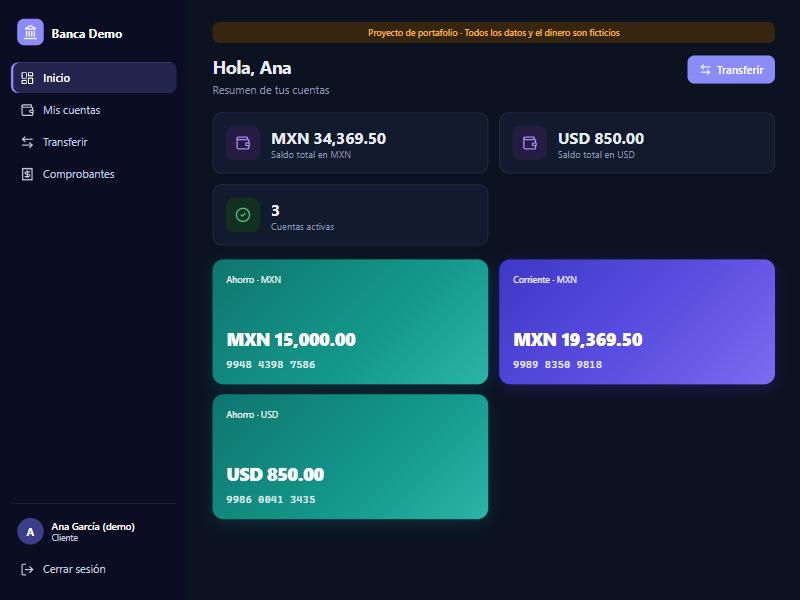 Banca Demo
Inicio
Mis cuentas
Transferir
Comprobantes
A
Ana García (demo)
Cliente
Cerrar sesión
Proyecto de portafolio · Todos los datos y el dinero son ficticios
Hola, Ana
Resumen de tus cuentas
Transferir
MXN 34,369.50
Saldo total en MXN
USD 850.00
Saldo total en USD
3
Cuentas activas
Ahorro · MXN
MXN 15,000.00
9948 4398 7586
Corriente · MXN
MXN 19,369.50
9989 8350 9818
Ahorro · USD
USD 850.00
9986 0041 3435